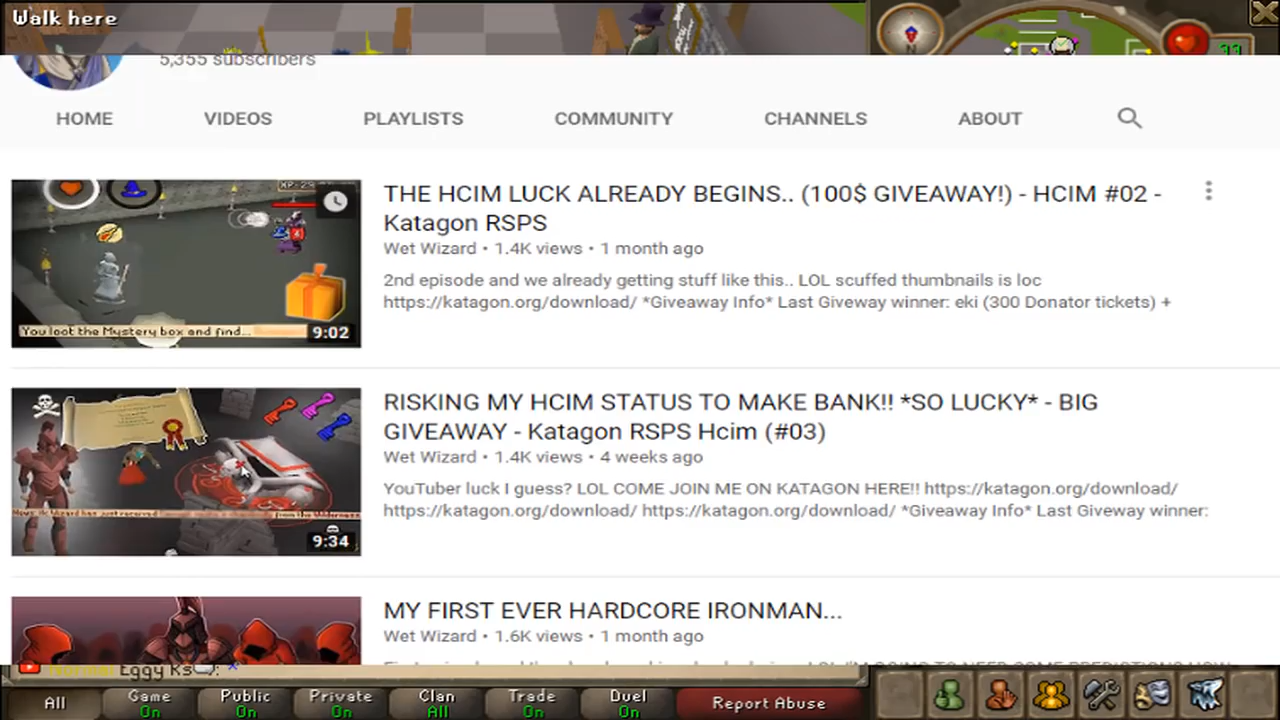 Walk here
5,355 subscribers
HOME VIDEOS PLAYLISTS COMMUNITY CHANNELS ABOUT
THE HCIM LUCK ALREADY BEGINS.. (100$ GIVEAWAY!) - HCIM #02 -
Katagon RSPS
Wet Wizard • 1.4K views • 1 month ago
2nd episode and we already getting stuff like this.. LOL scuffed thumbnails is loc
https://katagon.org/download/ *Giveaway Info* Last Giveway winner: eki (300 Donator tickets) +
You loot the Mystery box and find...
9:02
RISKING MY HCIM STATUS TO MAKE BANK!! *SO LUCKY* - BIG
GIVEAWAY - Katagon RSPS Hcim (#03)
Wet Wizard • 1.4K views • 4 weeks ago
YouTuber luck I guess? LOL COME JOIN ME ON KATAGON HERE!! https://katagon.org/download/
https://katagon.org/download/ https://katagon.org/download/ *Giveaway Info* Last Giveway winner:
9:34
MY FIRST EVER HARDCORE IRONMAN...
Wet Wizard • 1.6K views • 1 month ago
All Game Public Private Clan Trade Duel Report Abuse
On On On All On On